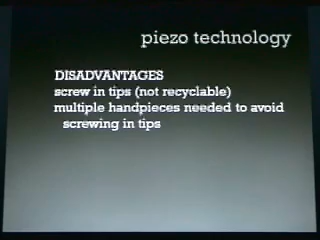 piezo technology
DISADVANTAGES
screw in tips (not recyclable)
multiple handpieces needed to avoid
screwing in tips